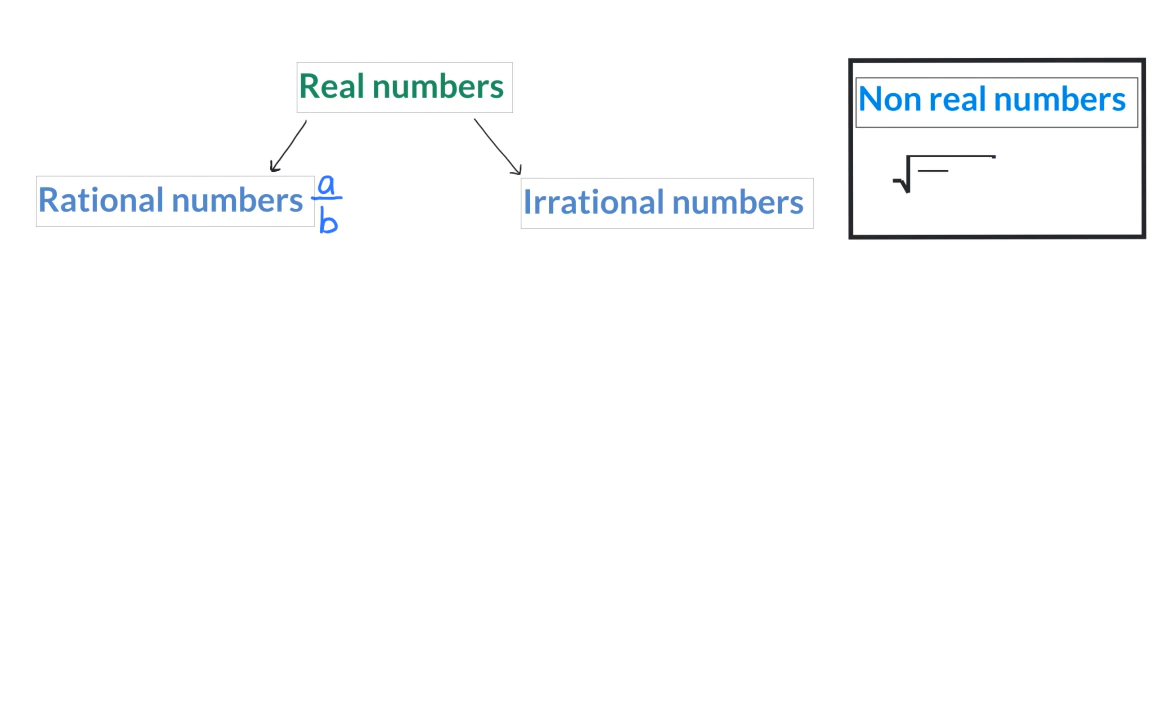 Real numbers
Non real numbers
√‾−
Rational numbers a/b
Irrational numbers